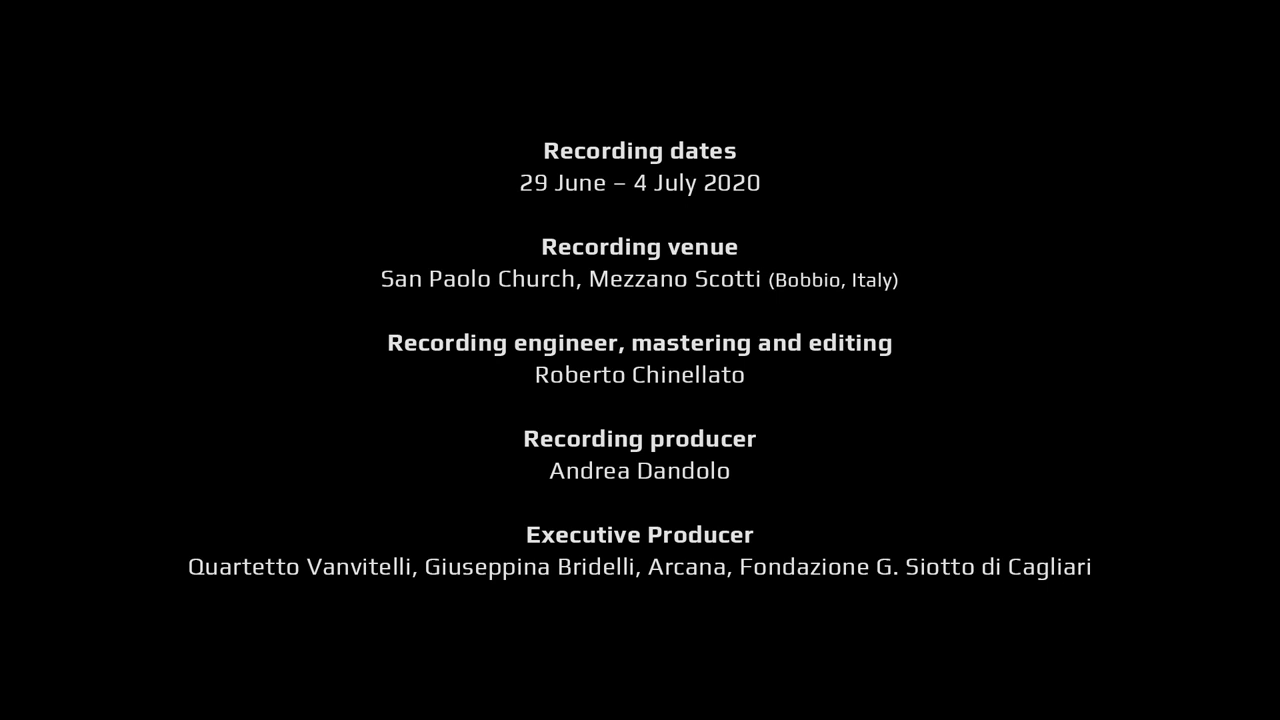 Recording dates
29 June – 4 July 2020
Recording venue
San Paolo Church, Mezzano Scotti (Bobbio, Italy)
Recording engineer, mastering and editing
Roberto Chinellato
Recording producer
Andrea Dandolo
Executive Producer
Quartetto Vanvitelli, Giuseppina Bridelli, Arcana, Fondazione G. Siotto di Cagliari